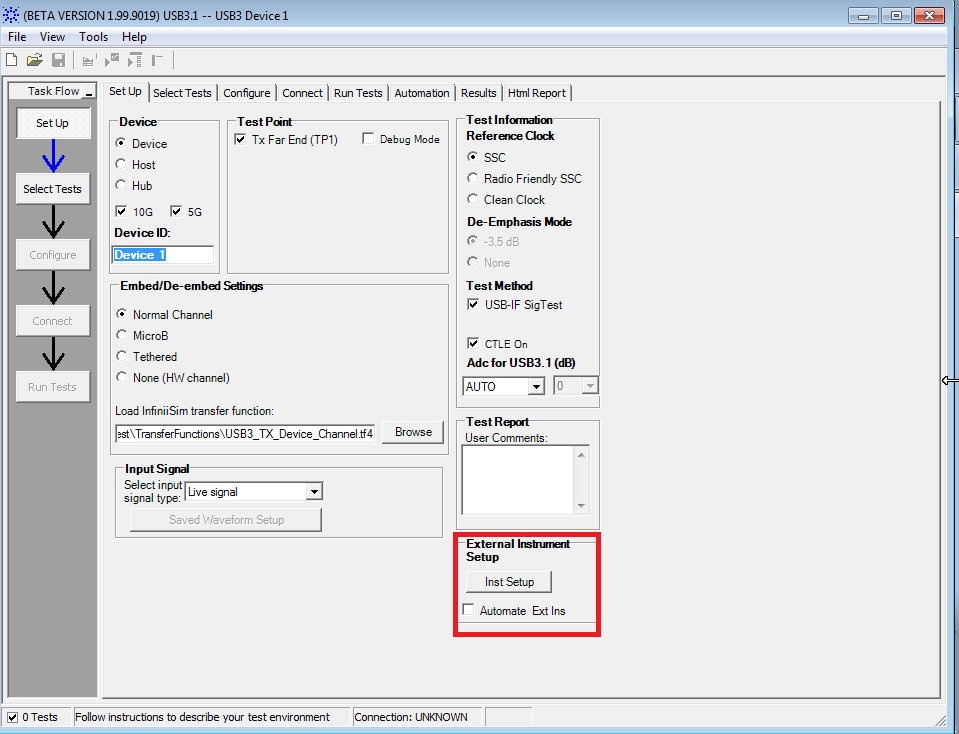 (BETA VERSION 1.99.9019) USB3.1 -- USB3 Device 1
File View Tools Help
Task Flow
Set Up
Select Tests
Configure
Connect
Run Tests
Set Up Select Tests Configure Connect Run Tests Automation Results Html Report
Device
Device
Host
Hub
10G 5G
Device ID:
Device 1
Test Point
Tx Far End (TP1) Debug Mode
Embed/De-embed Settings
Normal Channel
MicroB
Tethered
None (HW channel)
Load InfiniiSim transfer function:
est\TransferFunctions\USB3_TX_Device_Channel.tf4 Browse
Input Signal
Select input
signal type: Live signal
Saved Waveform Setup
Test Information
Reference Clock
SSC
Radio Friendly SSC
Clean Clock
De-Emphasis Mode
-3.5 dB
None
Test Method
USB-IF SigTest
CTLE On
Adc for USB3.1 (dB)
AUTO 0
Test Report
User Comments:
External Instrument
Setup
Inst Setup
Automate Ext Ins
0 Tests Follow instructions to describe your test environment Connection: UNKNOWN